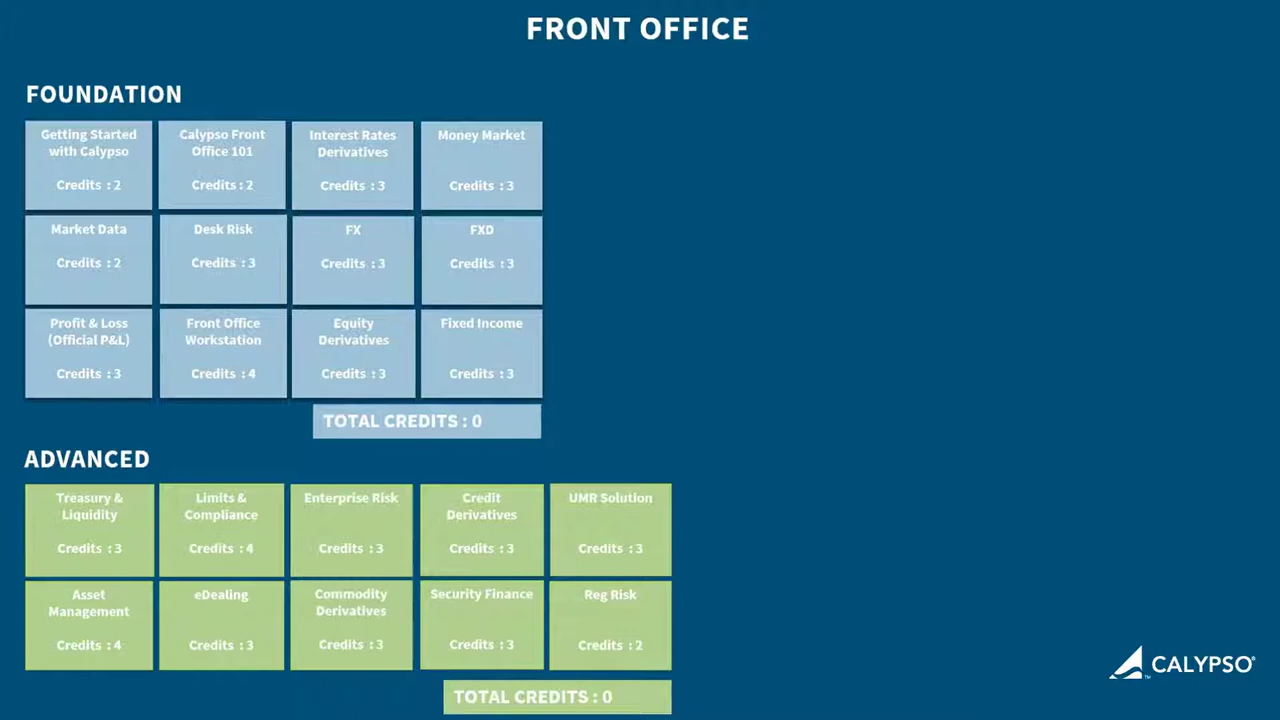 FRONT OFFICE
FOUNDATION
Getting Started
with Calypso
Credits : 2
Calypso Front
Office 101
Credits : 2
Interest Rates
Derivatives
Credits : 3
Money Market
Credits : 3
Market Data
Credits : 2
Desk Risk
Credits : 3
FX
Credits : 3
FXD
Credits : 3
Profit & Loss
(Official P&L)
Credits : 3
Front Office
Workstation
Credits : 4
Equity
Derivatives
Credits : 3
Fixed Income
Credits : 3
TOTAL CREDITS : 0
ADVANCED
Treasury &
Liquidity
Credits : 3
Limits &
Compliance
Credits : 4
Enterprise Risk
Credits : 3
Credit
Derivatives
Credits : 3
UMR Solution
Credits : 3
Asset
Management
Credits : 4
eDealing
Credits : 3
Commodity
Derivatives
Credits : 3
Security Finance
Credits : 3
Reg Risk
Credits : 2
TOTAL CREDITS : 0
™ CALYPSO®